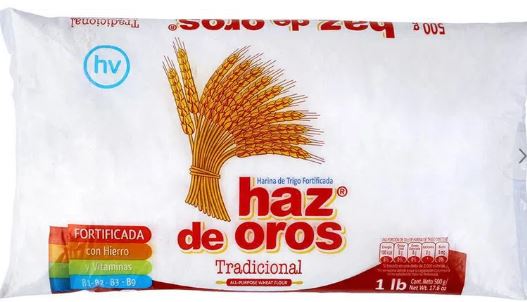 Tradicional
haz de oros
500 g
hv
Harina de Trigo Fortificada
haz®
de oros
Tradicional
ALL-PURPOSE WHEAT FLOUR
FORTIFICADA
con Hierro
y Vitaminas
B1- B2 - B3 - B9
1 lb
Cont. Neto 500 g
Net Wt. 17.6 oz